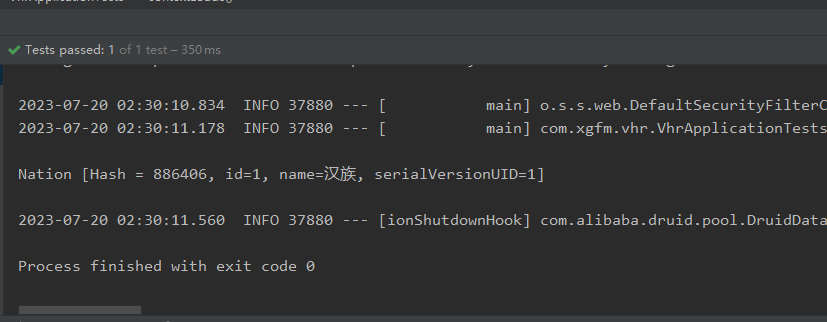 Tests passed: 1 of 1 test – 350 ms
2023-07-20 02:30:10.834  INFO 37880 --- [           main] o.s.s.web.DefaultSecurityFilterC
2023-07-20 02:30:11.178  INFO 37880 --- [           main] com.xgfm.vhr.VhrApplicationTests
Nation [Hash = 886406, id=1, name=汉族, serialVersionUID=1]
2023-07-20 02:30:11.560  INFO 37880 --- [ionShutdownHook] com.alibaba.druid.pool.DruidData
Process finished with exit code 0